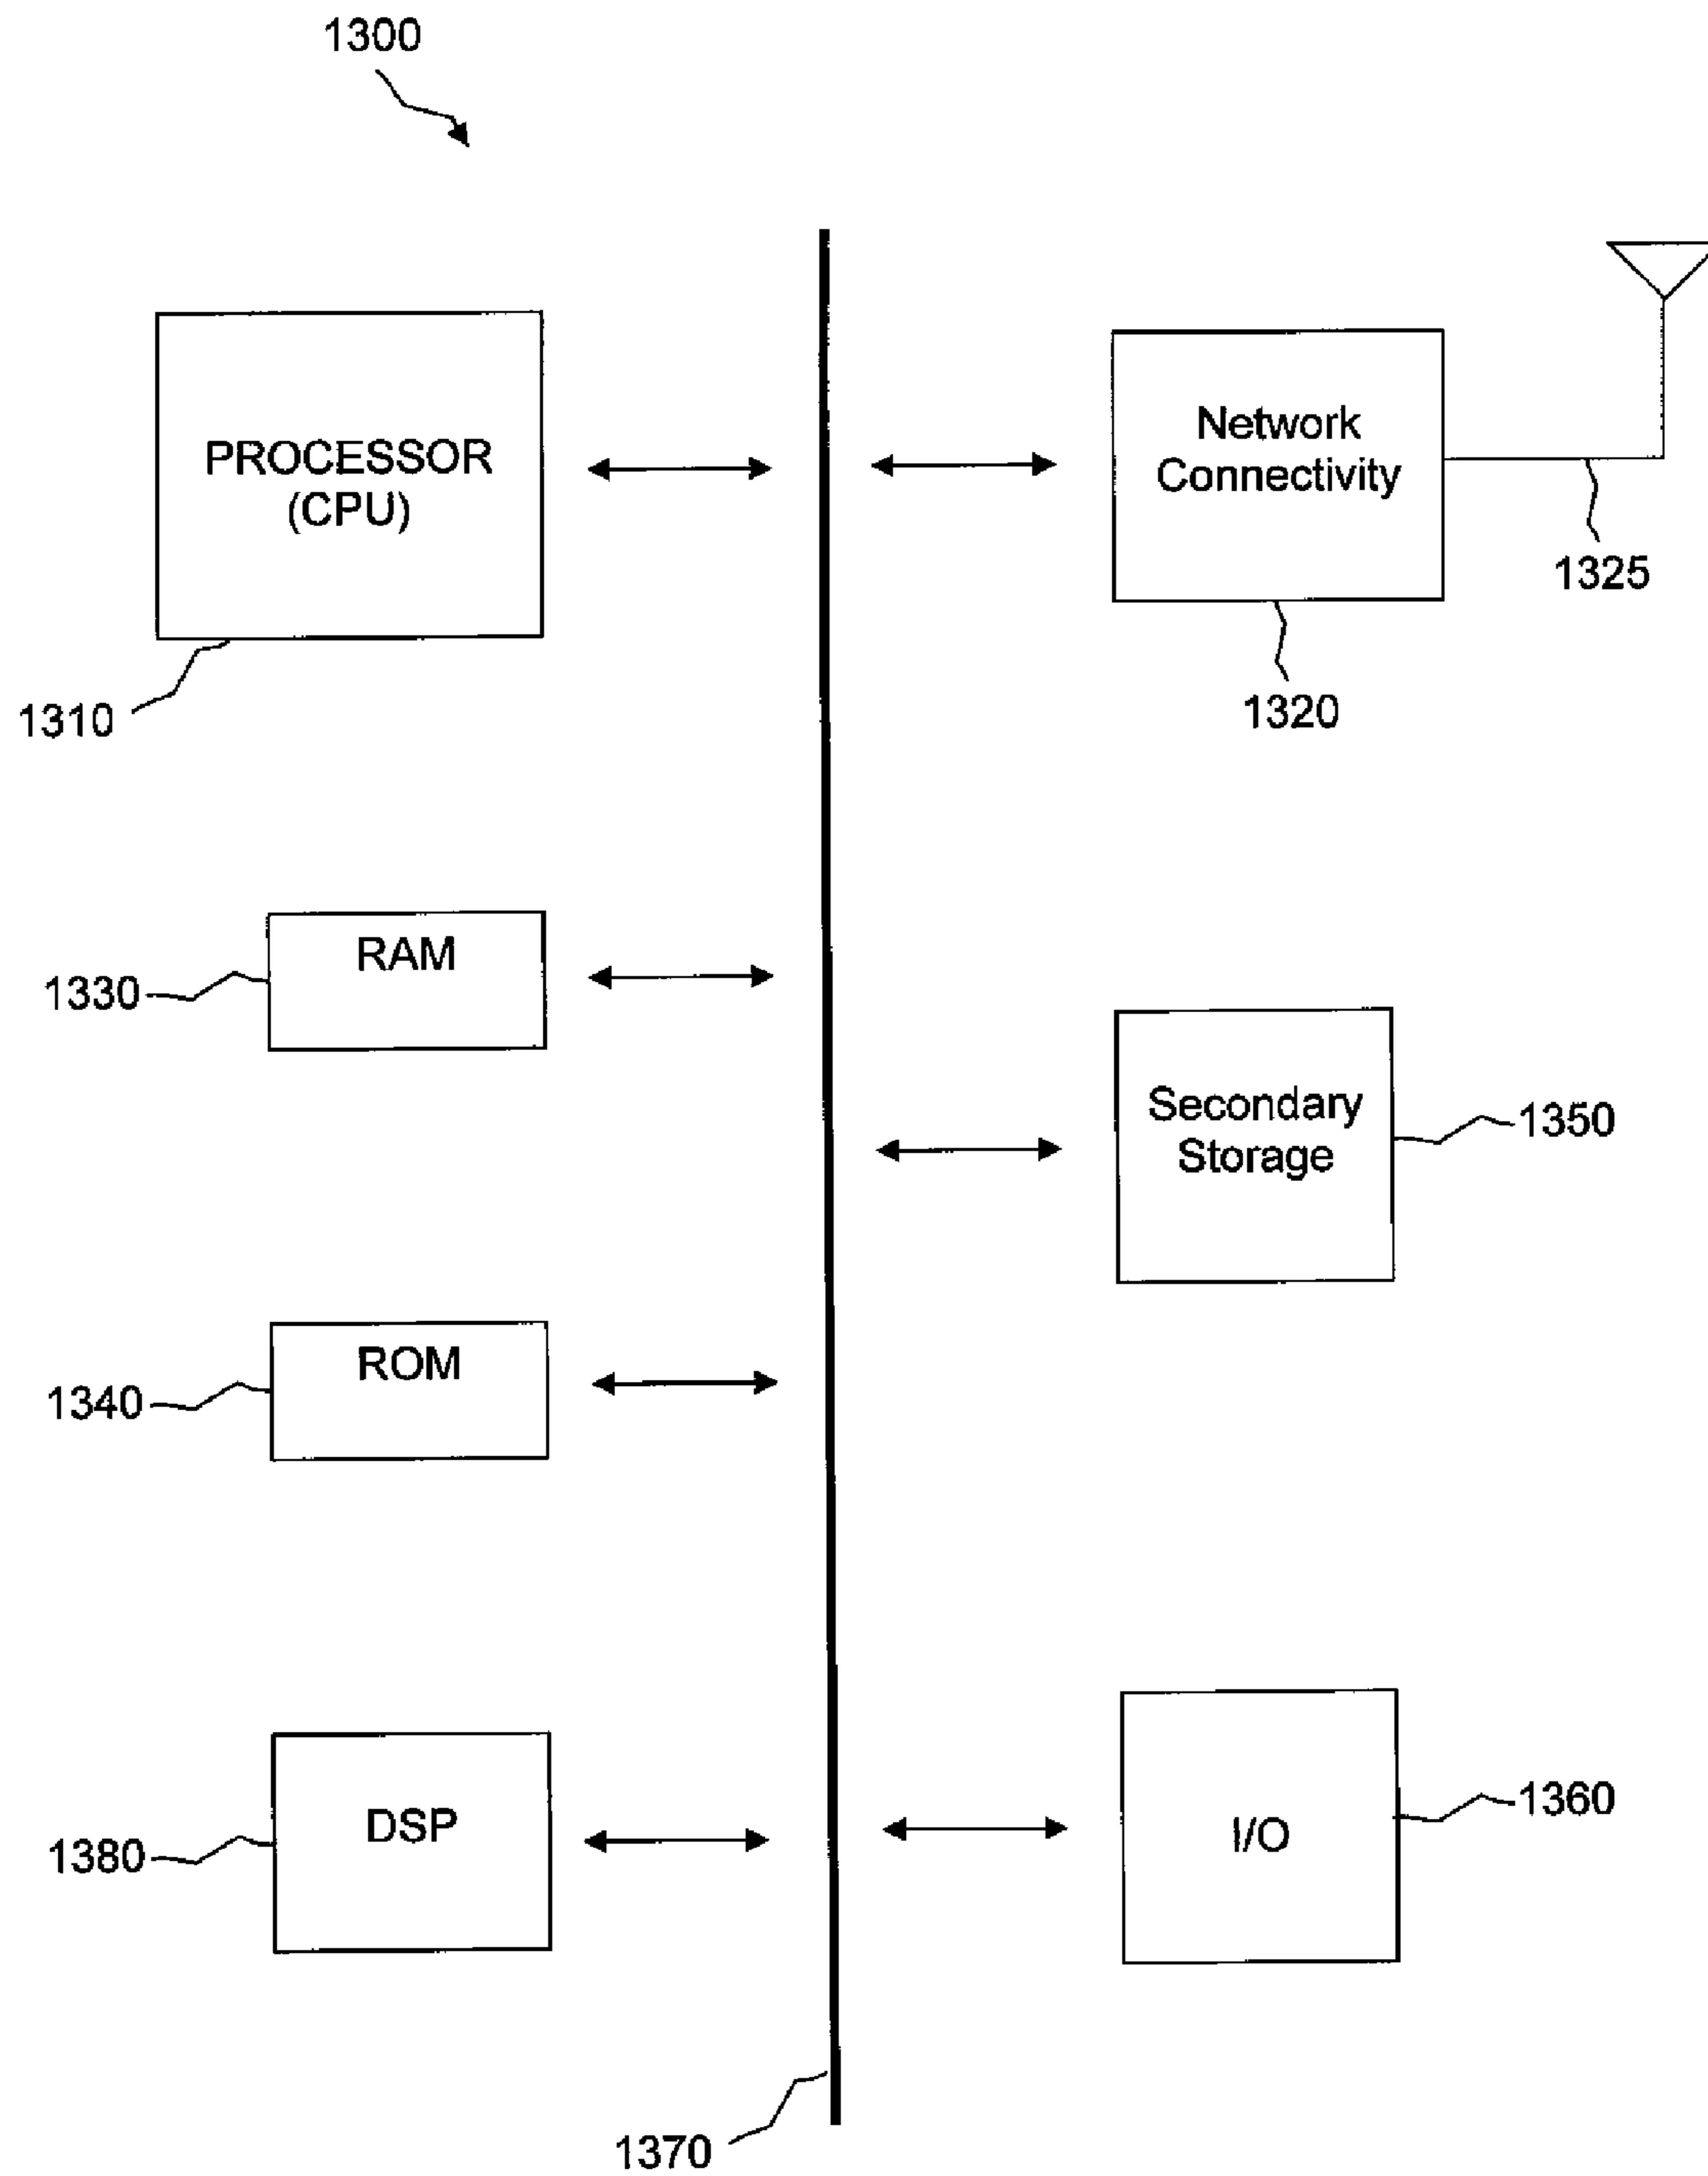 1300
PROCESSOR
(CPU)
1310
Network
Connectivity
1325
1320
RAM
1330
Secondary
Storage
1350
ROM
1340
DSP
1380
I/O
1360
1370